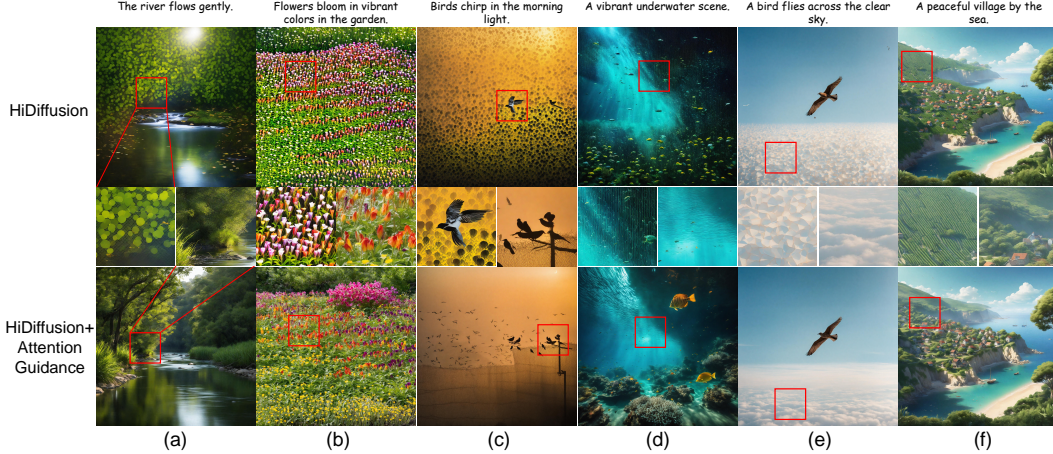 The river flows gently.
Flowers bloom in vibrant
colors in the garden.
Birds chirp in the morning
light.
A vibrant underwater scene.
A bird flies across the clear
sky.
A peaceful village by the
sea.
HiDiffusion
HiDiffusion+
Attention
Guidance
(a)
(b)
(c)
(d)
(e)
(f)